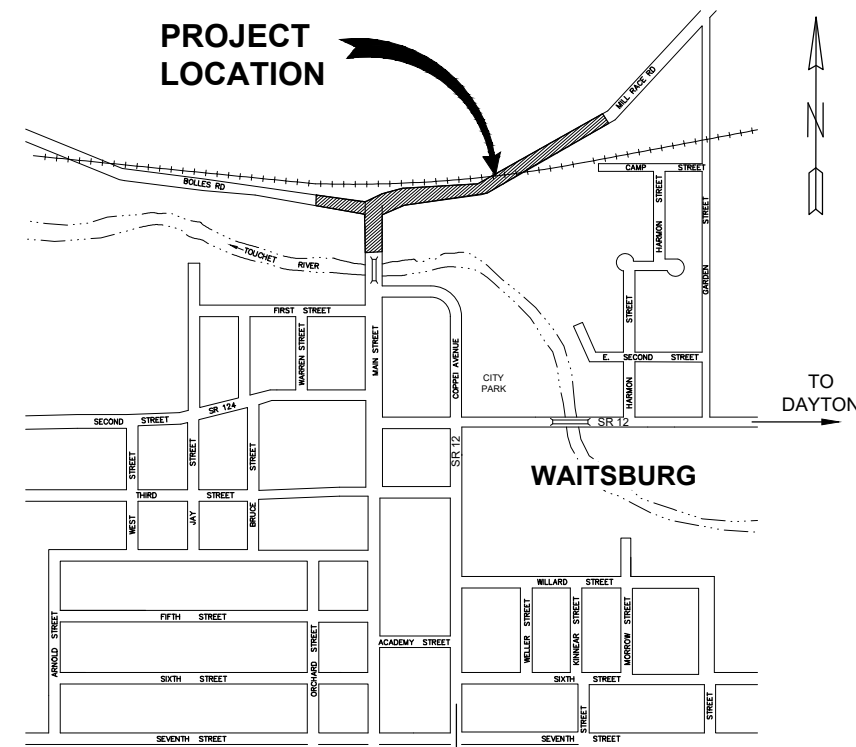 PROJECT
LOCATION
MILL RACE RD
N
BOLLES RD
CAMP STREET
HARMON STREET
GARDEN STREET
TOUCHET RIVER
FIRST STREET
WARREN STREET
MAIN STREET
COPPEI AVENUE
CITY
PARK
HARMON STREET
E. SECOND STREET
TO
DAYTON
SR 124
SECOND STREET
SR 12
SR 12
WAITSBURG
THIRD STREET
WEST STREET
JAY STREET
BRUCE STREET
WILLARD STREET
ARNOLD STREET
FIFTH STREET
ORCHARD STREET
ACADEMY STREET
WELLER STREET
KINNEAR STREET
MORROW STREET
SIXTH STREET
SIXTH STREET
STREET
STREET
SEVENTH STREET
SEVENTH STREET